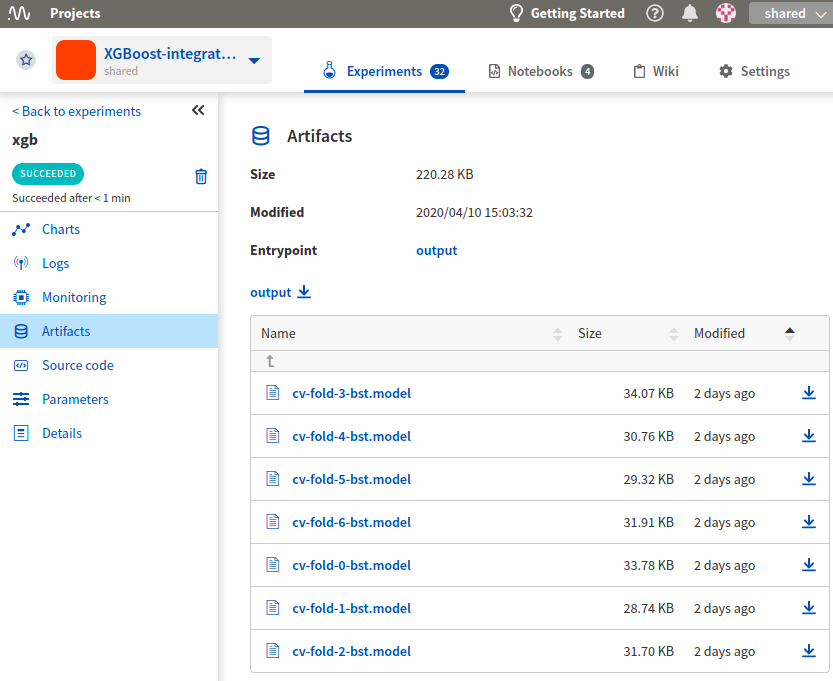 Projects
Getting Started
shared
XGBoost-integrat...
shared
Experiments 32
Notebooks 4
Wiki
Settings
< Back to experiments
xgb
SUCCEEDED
Succeeded after < 1 min
Charts
Logs
Monitoring
Artifacts
Source code
Parameters
Details
Artifacts
Size 220.28 KB
Modified 2020/04/10 15:03:32
Entrypoint output
output
Name Size Modified
cv-fold-3-bst.model 34.07 KB 2 days ago
cv-fold-4-bst.model 30.76 KB 2 days ago
cv-fold-5-bst.model 29.32 KB 2 days ago
cv-fold-6-bst.model 31.91 KB 2 days ago
cv-fold-0-bst.model 33.78 KB 2 days ago
cv-fold-1-bst.model 28.74 KB 2 days ago
cv-fold-2-bst.model 31.70 KB 2 days ago